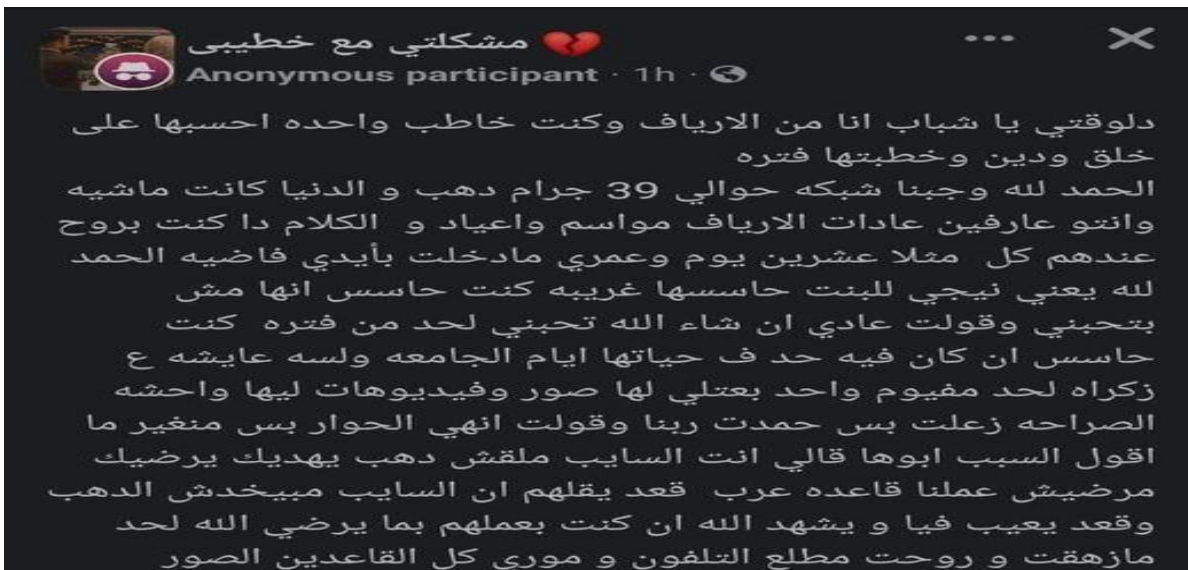 مشكلتي مع خطيبى 💔
Anonymous participant · 1h ·
دلوقتي يا شباب انا من الارياف وكنت خاطب واحده احسبها على
خلق ودين وخطبتها فتره
الحمد لله وجبنا شبكه حوالي 39 جرام دهب و الدنيا كانت ماشيه
وانتو عارفين عادات الارياف مواسم واعياد و الكلام دا كنت بروح
عندهم كل مثلا عشرين يوم وعمري مادخلت بأيدي فاضيه الحمد
لله يعني نيجي للبنت حاسسها غريبه كنت حاسس انها مش
بتحبني وقولت عادي ان شاء الله تحبني لحد من فتره كنت
حاسس ان كان فيه حد ف حياتها ايام الجامعه ولسه عايشه ع
زكراه لحد مفيوم واحد بعتلي لها صور وفيديوهات ليها واحشه
الصراحه زعلت بس حمدت ربنا وقولت انهي الحوار بس منغير ما
اقول السبب ابوها قالي انت السايب ملقش دهب يهديك يرضيك
مرضيش عملنا قاعده عرب قعد يقلهم ان السايب مبيخدش الدهب
وقعد يعيب فيا و يشهد الله ان كنت بعملهم بما يرضي الله لحد
مازهقت و روحت مطلع التلفون و موري كل القاعدين الصور